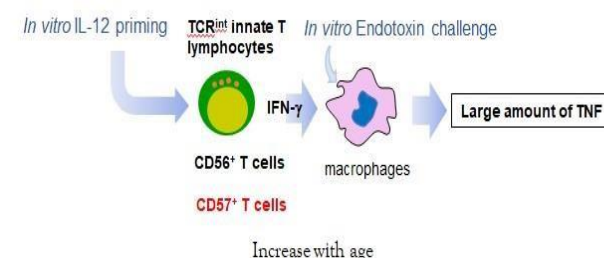 In vitro IL-12 priming
TCRint innate T
lymphocytes
In vitro Endotoxin challenge
IFN-γ
Large amount of TNF
CD56+ T cells
macrophages
CD57+ T cells
Increase with age